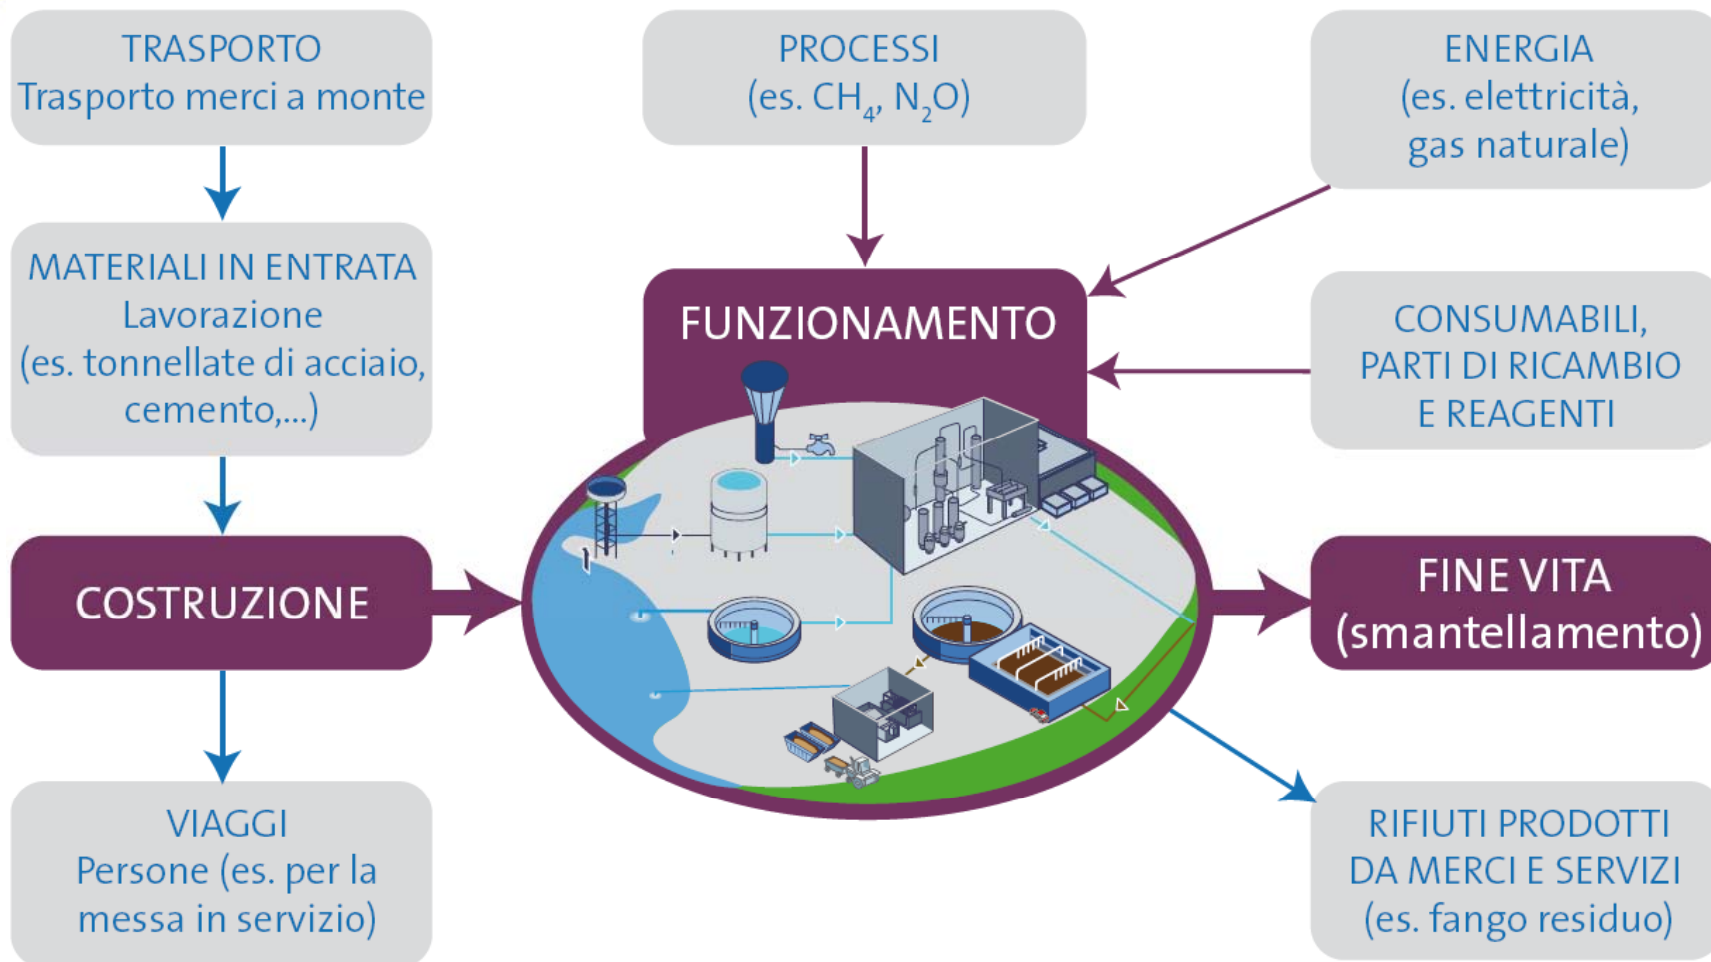 TRASPORTO
Trasporto merci a monte
MATERIALI IN ENTRATA
Lavorazione
(es. tonnellate di acciaio,
cemento,...)
COSTRUZIONE
VIAGGI
Persone (es. per la
messa in servizio)
PROCESSI
(es. CH₄, N₂O)
FUNZIONAMENTO
ENERGIA
(es. elettricità,
gas naturale)
CONSUMABILI,
PARTI DI RICAMBIO
E REAGENTI
FINE VITA
(smantellamento)
RIFIUTI PRODOTTI
DA MERCI E SERVIZI
(es. fango residuo)